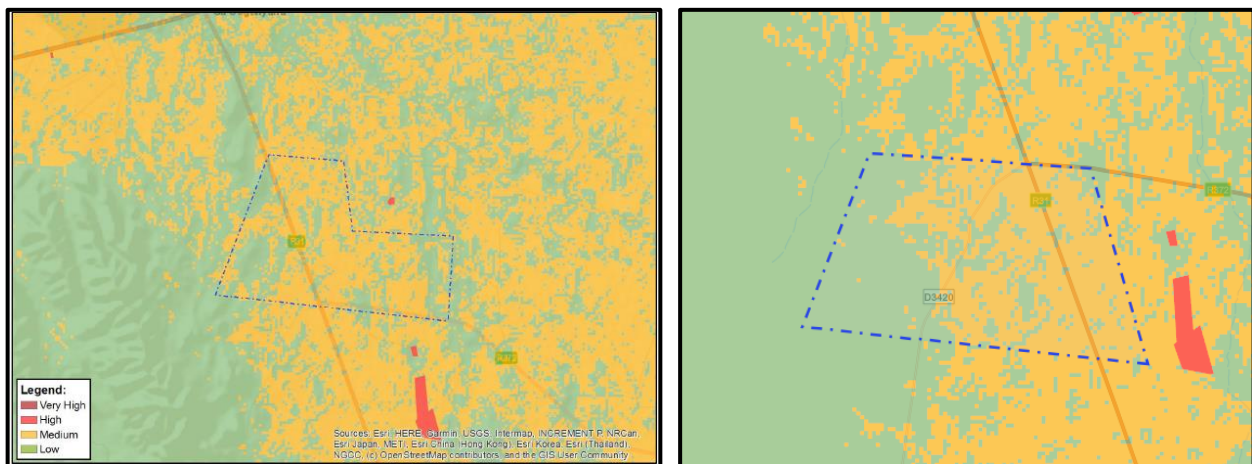 Legend:
Very High
High
Medium
Low
Sources: Esri, HERE, Garmin, USGS, Intermap, INCREMENT P, NRCan,
Esri Japan, METI, Esri China (Hong Kong), Esri Korea, Esri (Thailand),
NGCC, (c) OpenStreetMap contributors, and the GIS User Community
D3420